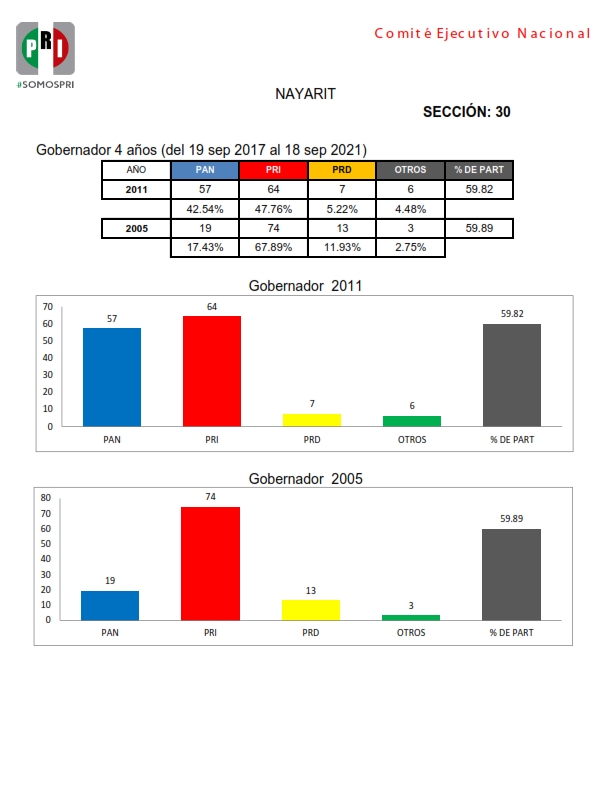 PRI
#SOMOSPRI
Comité Ejecutivo Nacional
NAYARIT
SECCIÓN: 30
Gobernador 4 años (del 19 sep 2017 al 18 sep 2021)
AÑO PAN PRI PRD OTROS % DE PART
2011 57 64 7 6 59.82
42.54% 47.76% 5.22% 4.48%
2005 19 74 13 3 59.89
17.43% 67.89% 11.93% 2.75%
Gobernador 2011
70
60
50
40
30
20
10
0
57 64 7 6 59.82
PAN PRI PRD OTROS % DE PART
Gobernador 2005
80
70
60
50
40
30
20
10
0
19 74 13 3 59.89
PAN PRI PRD OTROS % DE PART